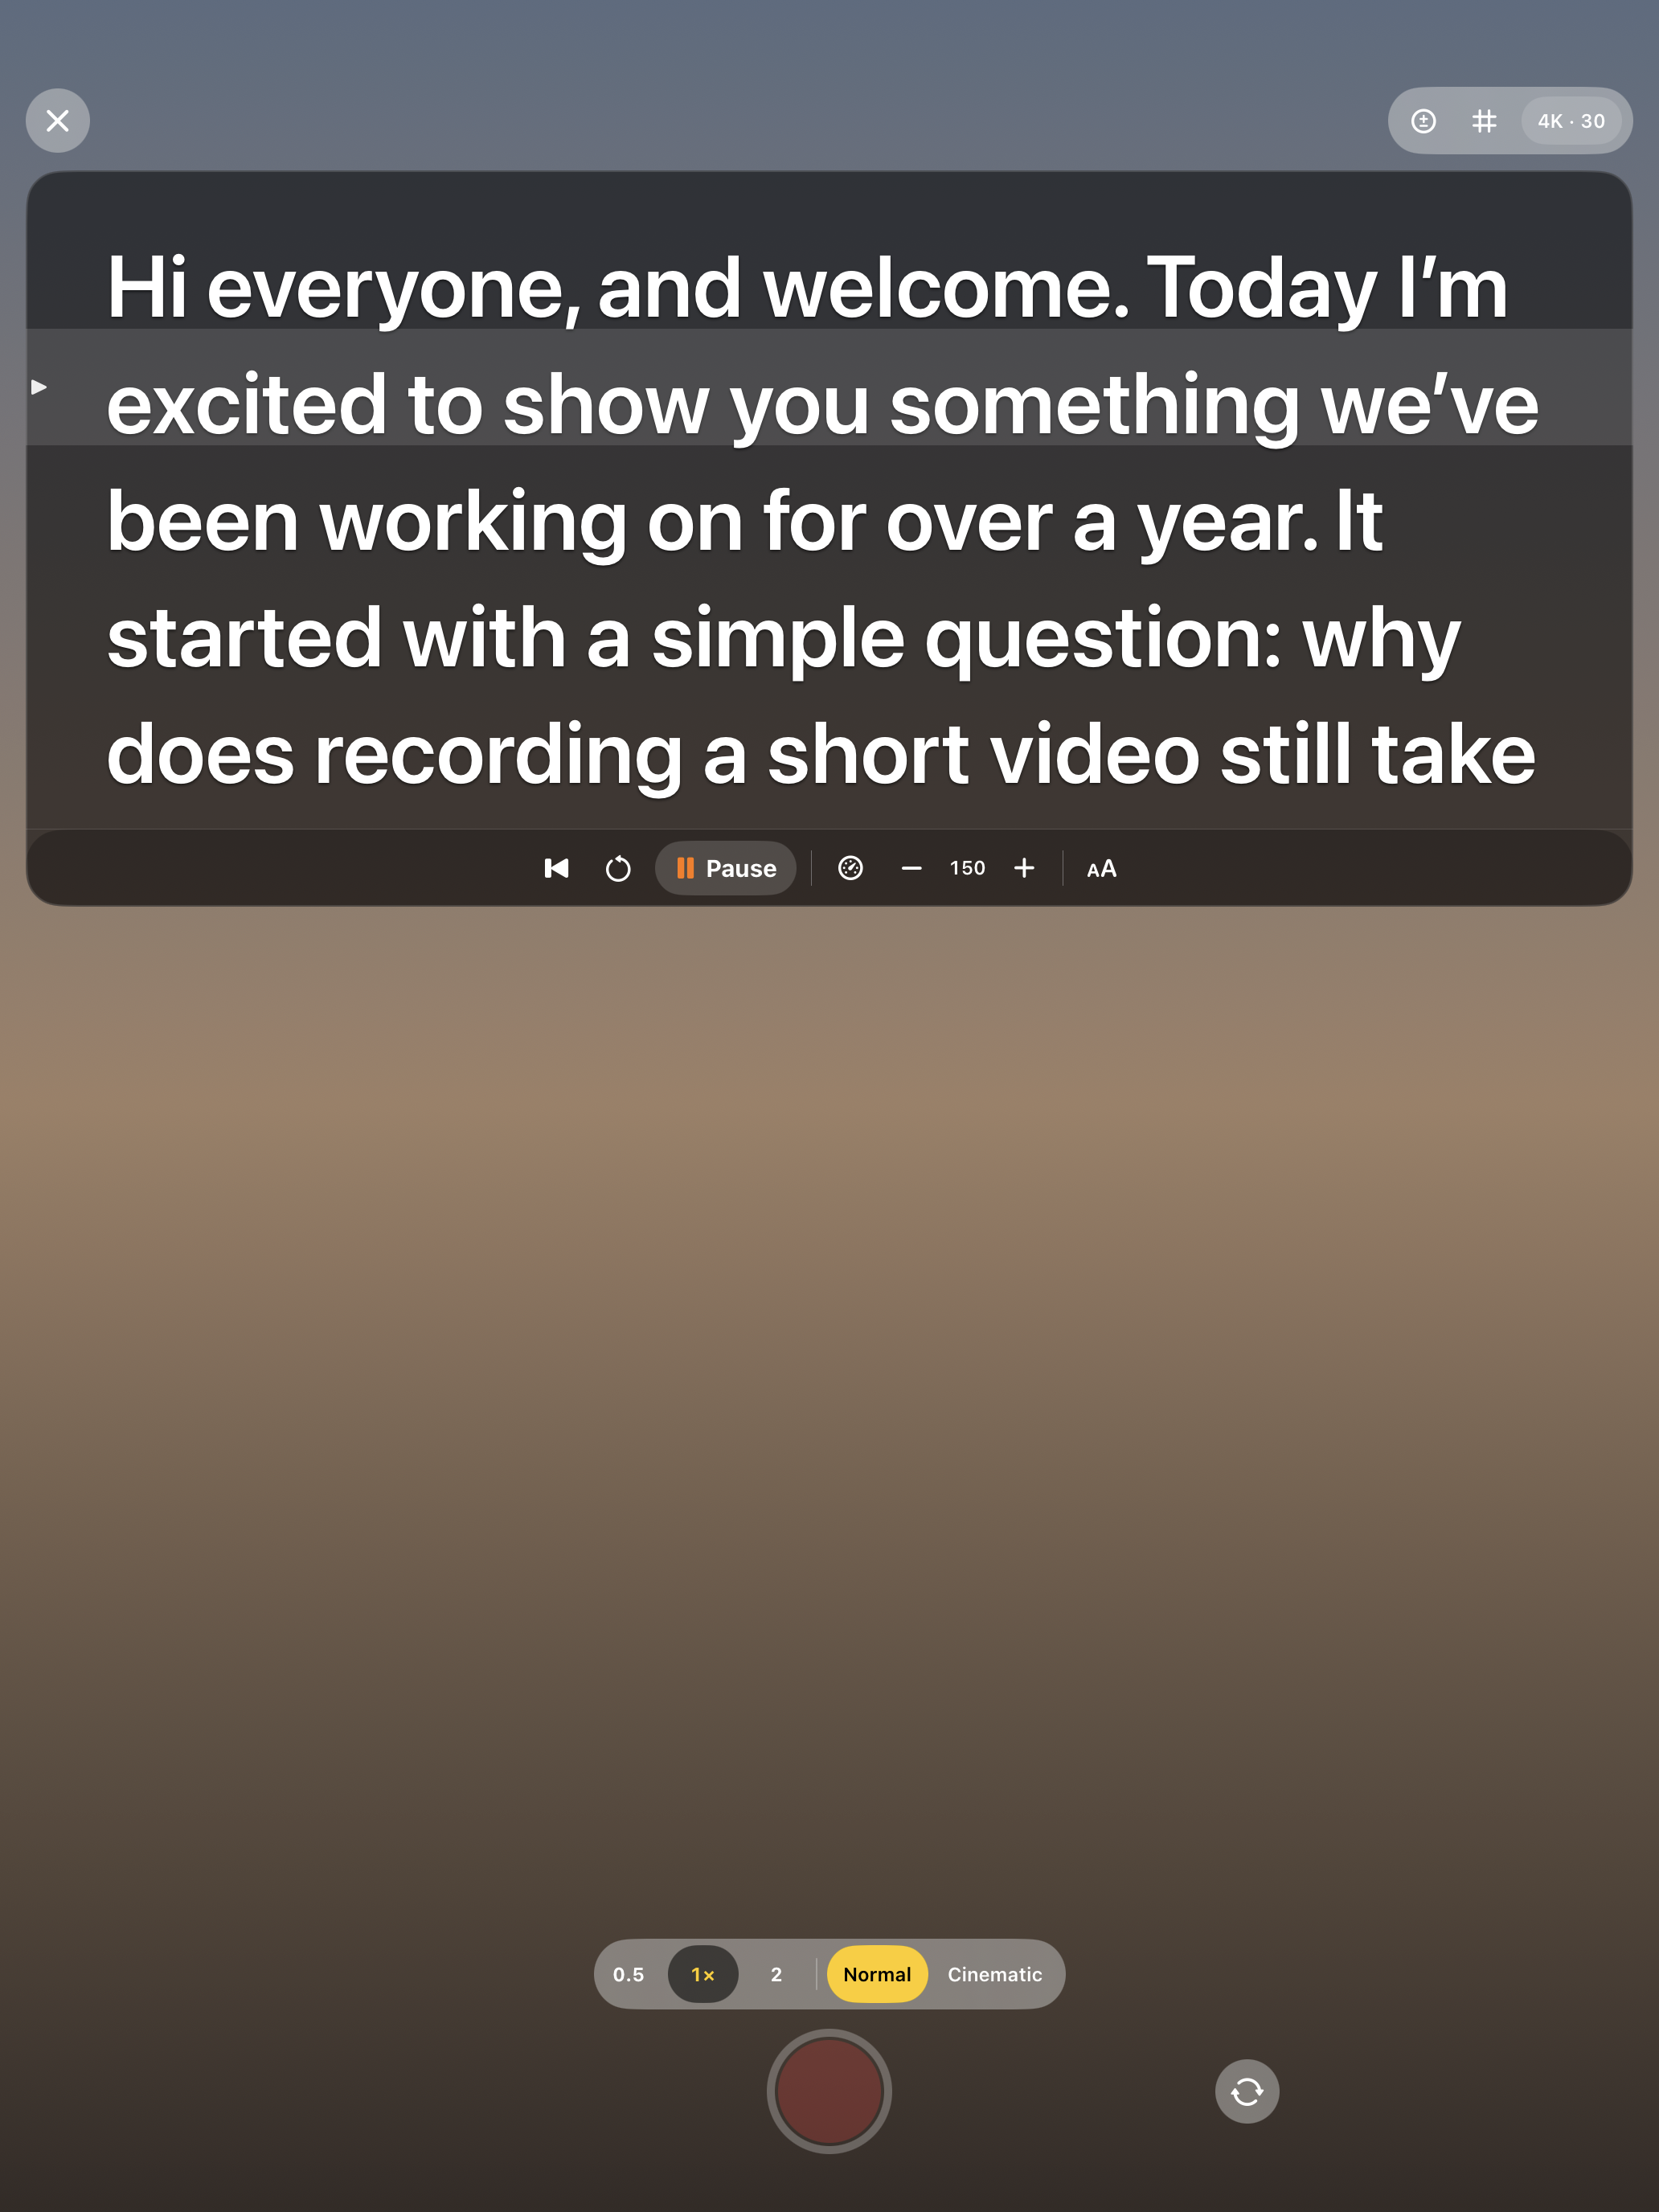 4K · 30
Hi everyone, and welcome. Today I’m
excited to show you something we’ve
been working on for over a year. It
started with a simple question: why
does recording a short video still take
Pause
150
AA
0.5 1× 2 Normal Cinematic